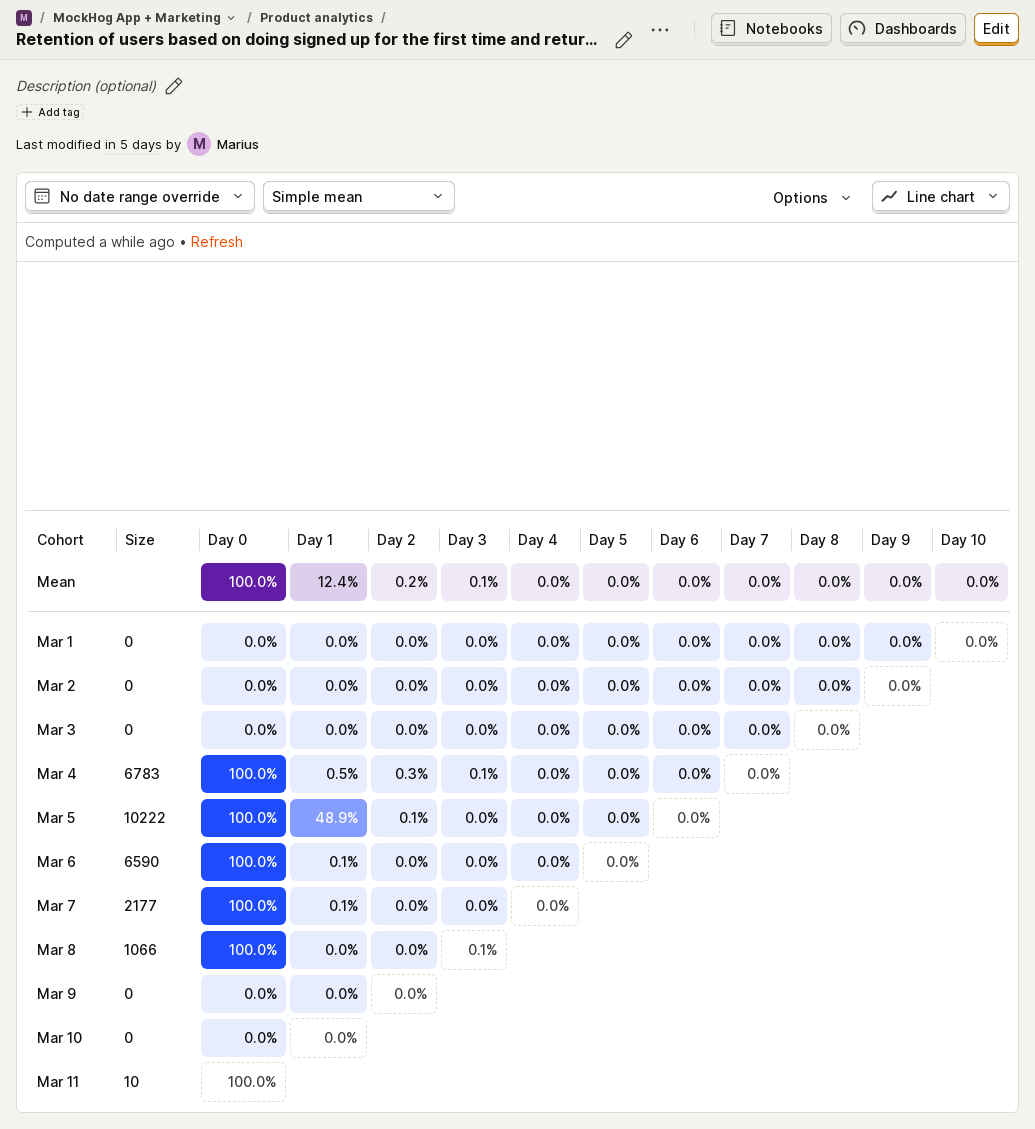 M / MockHog App + Marketing / Product analytics /
Retention of users based on doing signed up for the first time and retur...
Notebooks Dashboards Edit
Description (optional)
Add tag
Last modified in 5 days by M Marius
No date range override Simple mean Options Line chart
Computed a while ago • Refresh
Cohort Size Day 0 Day 1 Day 2 Day 3 Day 4 Day 5 Day 6 Day 7 Day 8 Day 9 Day 10
Mean 100.0% 12.4% 0.2% 0.1% 0.0% 0.0% 0.0% 0.0% 0.0% 0.0% 0.0%
Mar 1 0 0.0% 0.0% 0.0% 0.0% 0.0% 0.0% 0.0% 0.0% 0.0% 0.0% 0.0%
Mar 2 0 0.0% 0.0% 0.0% 0.0% 0.0% 0.0% 0.0% 0.0% 0.0% 0.0%
Mar 3 0 0.0% 0.0% 0.0% 0.0% 0.0% 0.0% 0.0% 0.0% 0.0%
Mar 4 6783 100.0% 0.5% 0.3% 0.1% 0.0% 0.0% 0.0% 0.0%
Mar 5 10222 100.0% 48.9% 0.1% 0.0% 0.0% 0.0% 0.0%
Mar 6 6590 100.0% 0.1% 0.0% 0.0% 0.0% 0.0%
Mar 7 2177 100.0% 0.1% 0.0% 0.0% 0.0%
Mar 8 1066 100.0% 0.0% 0.0% 0.1%
Mar 9 0 0.0% 0.0% 0.0%
Mar 10 0 0.0% 0.0%
Mar 11 10 100.0%